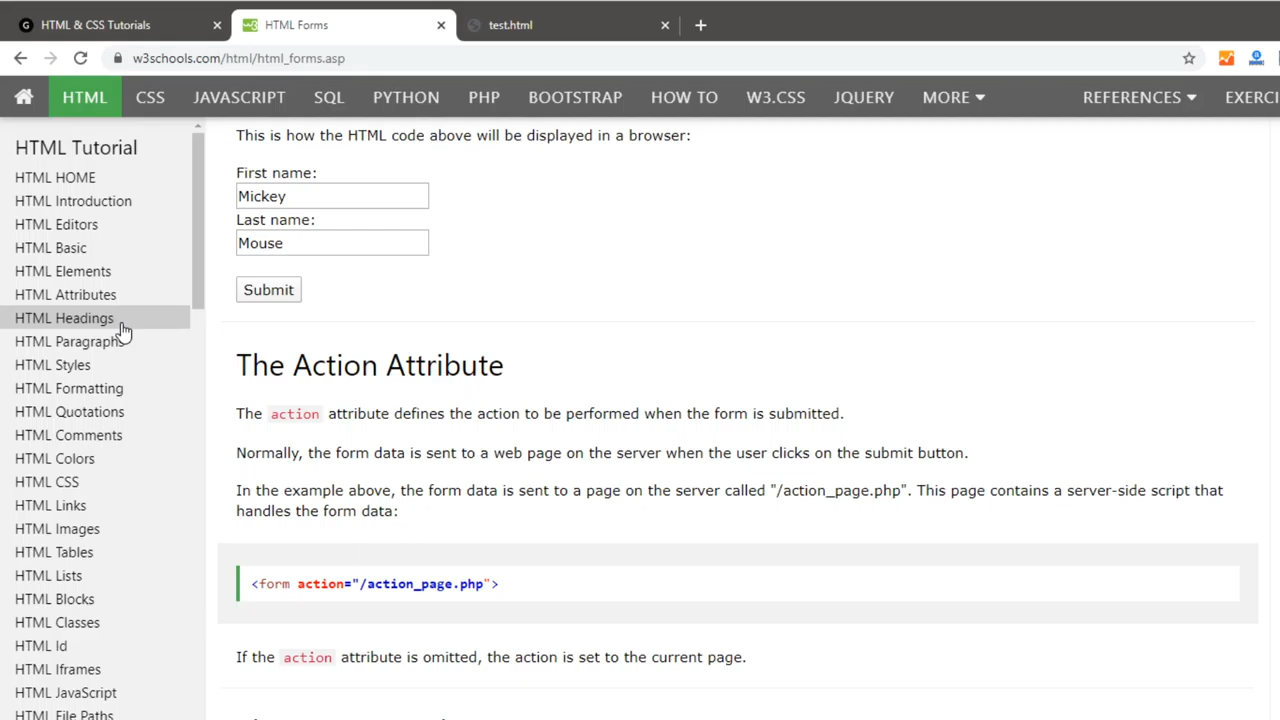 HTML & CSS Tutorials
HTML Forms
test.html
w3schools.com/html/html_forms.asp
HTML
CSS
JAVASCRIPT
SQL
PYTHON
PHP
BOOTSTRAP
HOW TO
W3.CSS
JQUERY
MORE
REFERENCES
EXERCI
HTML Tutorial
HTML HOME
HTML Introduction
HTML Editors
HTML Basic
HTML Elements
HTML Attributes
HTML Headings
HTML Paragraphs
HTML Styles
HTML Formatting
HTML Quotations
HTML Comments
HTML Colors
HTML CSS
HTML Links
HTML Images
HTML Tables
HTML Lists
HTML Blocks
HTML Classes
HTML Id
HTML Iframes
HTML JavaScript
HTML File Paths
This is how the HTML code above will be displayed in a browser:
First name:
Mickey
Last name:
Mouse
Submit
The Action Attribute
The action attribute defines the action to be performed when the form is submitted.
Normally, the form data is sent to a web page on the server when the user clicks on the submit button.
In the example above, the form data is sent to a page on the server called "/action_page.php". This page contains a server-side script that
handles the form data:
<form action="/action_page.php">
If the action attribute is omitted, the action is set to the current page.